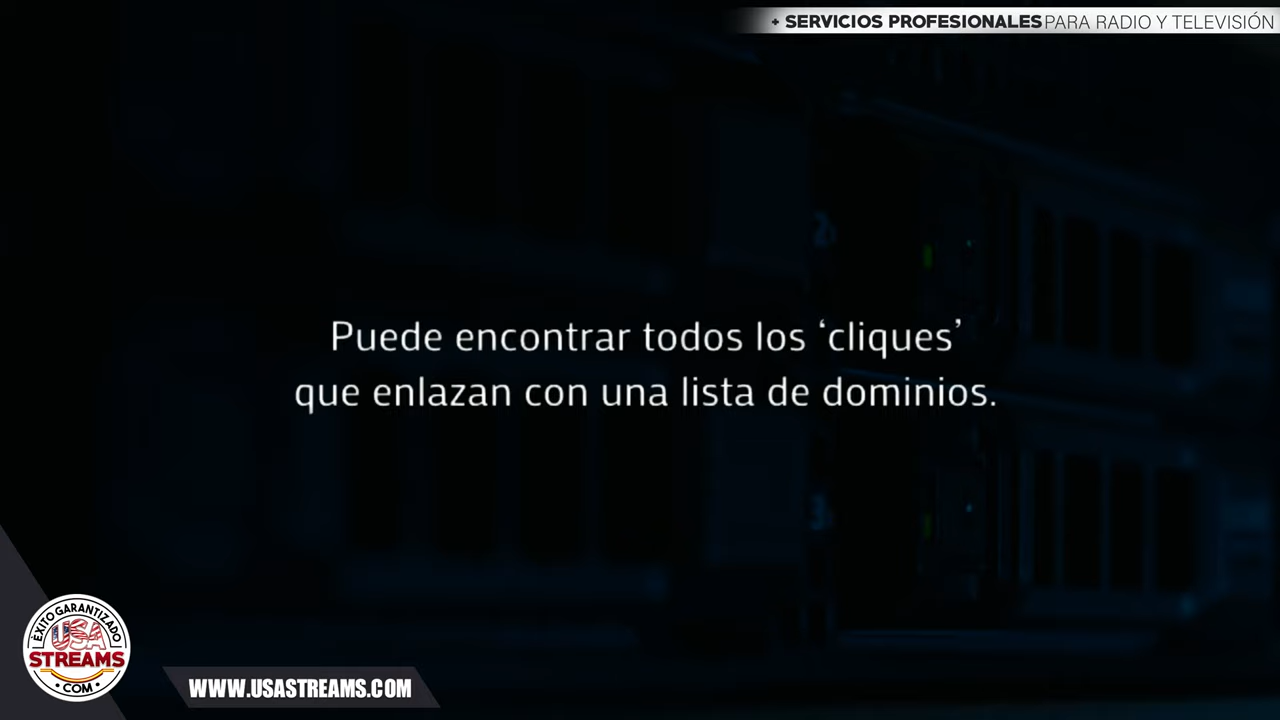 + SERVICIOS PROFESIONALES PARA RADIO Y TELEVISIÓN
Puede encontrar todos los ‘cliques’
que enlazan con una lista de dominios.
ÉXITO GARANTIZADO
USA
STREAMS
• COM •
WWW.USASTREAMS.COM